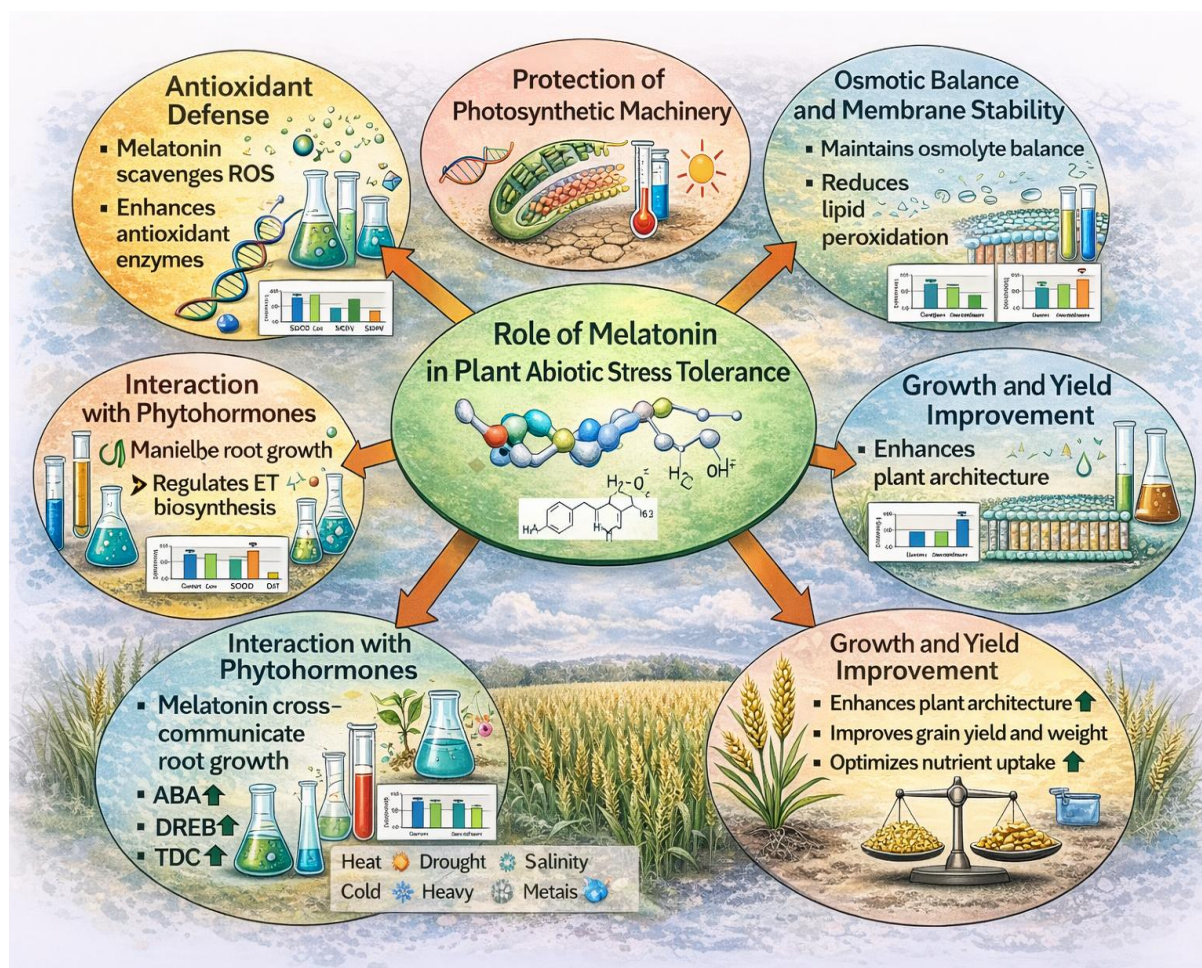 Antioxidant
Defense
▪ Melatonin
scavenges ROS
▪ Enhances
antioxidant
enzymes
Protection of
Photosynthetic Machinery
Osmotic Balance
and Membrane Stability
▪ Maintains osmolyte balance
▪ Reduces
lipid
peroxidation
Role of Melatonin
in Plant Abiotic Stress Tolerance
OH
Interaction
with Phytohormones
Manielbe root growth
Regulates ET
biosynthesis
SOOD
Growth and Yield
Improvement
▪ Enhances
plant architecture
Interaction with
Phytohormones
▪ Melatonin cross-
communicate
root growth
▪ ABA
▪ DREB
▪ TDC
Growth and Yield
Improvement
▪ Enhances plant architecture
▪ Improves grain yield and weight
▪ Optimizes nutrient uptake
Heat Drought Salinity
Cold Heavy Metais